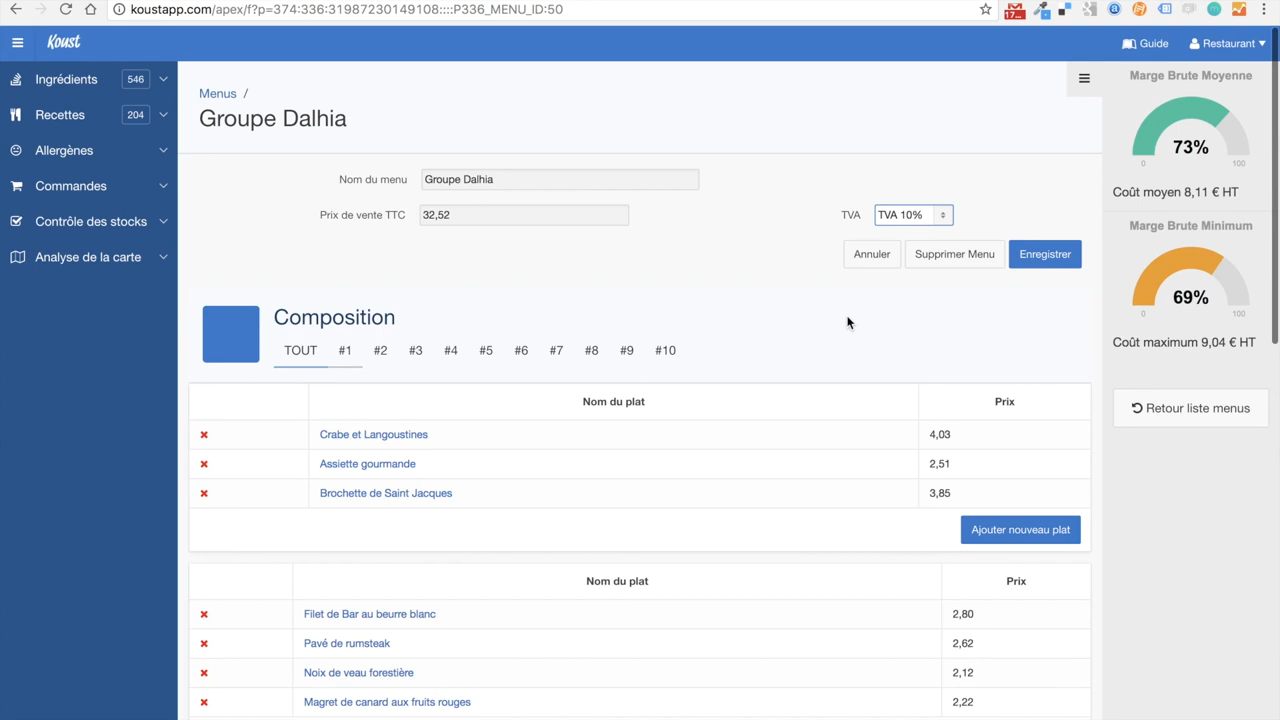 koustapp.com/apex/f?p=374:336:31987230149108::::P336_MENU_ID:50
17...
Koust
Guide
Restaurant
Ingrédients 546
Recettes 204
Allergènes
Commandes
Contrôle des stocks
Analyse de la carte
Menus /
Groupe Dalhia
Nom du menu Groupe Dalhia
Prix de vente TTC 32,52
TVA TVA 10%
Annuler
Supprimer Menu
Enregistrer
Composition
TOUT #1 #2 #3 #4 #5 #6 #7 #8 #9 #10
Nom du plat Prix
Crabe et Langoustines 4,03
Assiette gourmande 2,51
Brochette de Saint Jacques 3,85
Ajouter nouveau plat
Nom du plat Prix
Filet de Bar au beurre blanc 2,80
Pavé de rumsteak 2,62
Noix de veau forestière 2,12
Magret de canard aux fruits rouges 2,22
Marge Brute Moyenne
73%
0 100
Coût moyen 8,11 € HT
Marge Brute Minimum
69%
0 100
Coût maximum 9,04 € HT
Retour liste menus